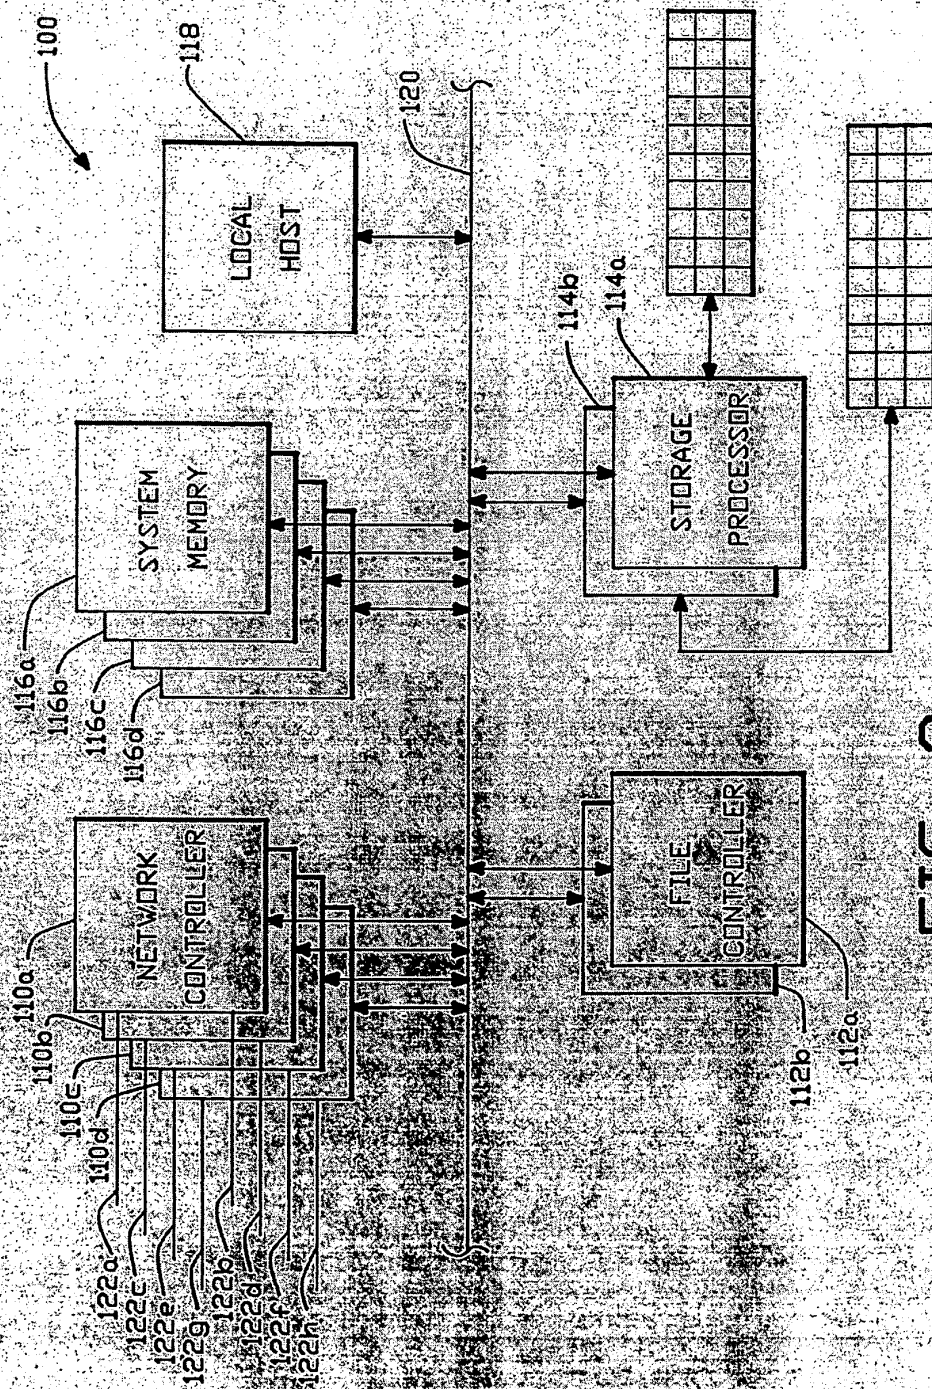 110a
110b
110c
110d
122a
122c
122e
122g
122b
122d
122f
122h
NETWORK
CONTROLLER
116a
116b
116c
116d
SYSTEM
MEMORY
100
118
LOCAL
HOST
120
FILE
CONTROLLER
112b
112a
114b
114a
STORAGE
PROCESSOR
FIG